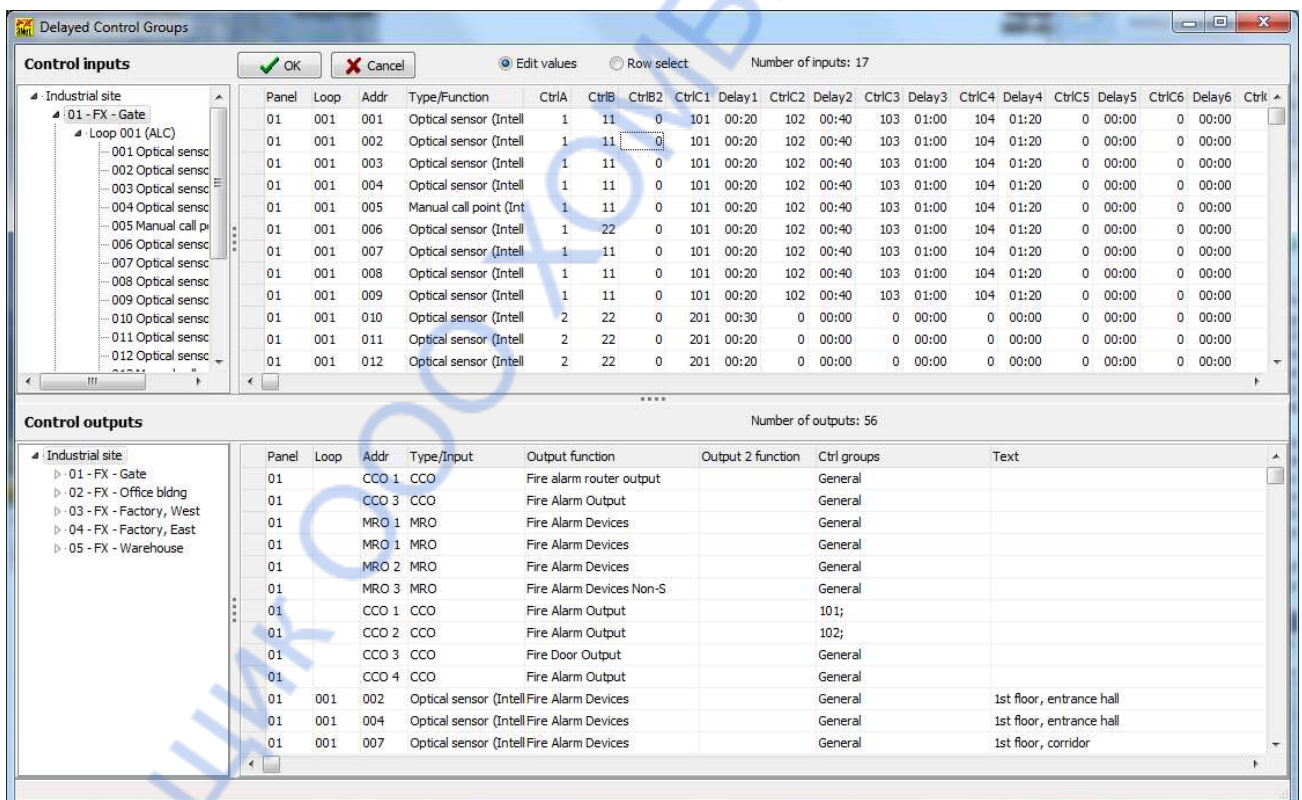 Delayed Control Groups
Control inputs
OK Cancel Edit values Row select Number of inputs: 17
Industrial site
01 - FX - Gate
Loop 001 (ALC)
001 Optical senso
002 Optical senso
003 Optical senso
004 Optical senso
005 Manual call p
006 Optical senso
007 Optical senso
008 Optical senso
009 Optical senso
010 Optical senso
011 Optical senso
012 Optical senso
Panel Loop Addr Type/Function CtrlA CtrlB CtrlB2 CtrlC1 Delay1 CtrlC2 Delay2 CtrlC3 Delay3 CtrlC4 Delay4 CtrlC5 Delay5 CtrlC6 Delay6
01 001 001 Optical sensor (Intell 1 11 0 101 00:20 102 00:40 103 01:00 104 01:20 0 00:00 0 00:00
01 001 002 Optical sensor (Intell 1 11 0 101 00:20 102 00:40 103 01:00 104 01:20 0 00:00 0 00:00
01 001 003 Optical sensor (Intell 1 11 0 101 00:20 102 00:40 103 01:00 104 01:20 0 00:00 0 00:00
01 001 004 Optical sensor (Intell 1 11 0 101 00:20 102 00:40 103 01:00 104 01:20 0 00:00 0 00:00
01 001 005 Manual call point (Int 1 11 0 101 00:20 102 00:40 103 01:00 104 01:20 0 00:00 0 00:00
01 001 006 Optical sensor (Intell 1 22 0 101 00:20 102 00:40 103 01:00 104 01:20 0 00:00 0 00:00
01 001 007 Optical sensor (Intell 1 11 0 101 00:20 102 00:40 103 01:00 104 01:20 0 00:00 0 00:00
01 001 008 Optical sensor (Intell 1 11 0 101 00:20 102 00:40 103 01:00 104 01:20 0 00:00 0 00:00
01 001 009 Optical sensor (Intell 1 11 0 101 00:20 102 00:40 103 01:00 104 01:20 0 00:00 0 00:00
01 001 010 Optical sensor (Intell 2 22 0 201 00:30 0 00:00 0 00:00 0 00:00 0 00:00 0 00:00
01 001 011 Optical sensor (Intell 2 22 0 201 00:20 0 00:00 0 00:00 0 00:00 0 00:00 0 00:00
01 001 012 Optical sensor (Intell 2 22 0 201 00:20 0 00:00 0 00:00 0 00:00 0 00:00 0 00:00
Control outputs
Number of outputs: 56
Industrial site
01 - FX - Gate
02 - FX - Office bldng
03 - FX - Factory, West
04 - FX - Factory, East
05 - FX - Warehouse
Panel Loop Addr Type/Input Output function Output 2 function Ctrl groups Text
01 CCO 1 CCO Fire alarm router output General
01 CCO 3 CCO Fire Alarm Output General
01 MRO 1 MRO Fire Alarm Devices General
01 MRO 1 MRO Fire Alarm Devices General
01 MRO 2 MRO Fire Alarm Devices General
01 MRO 3 MRO Fire Alarm Devices Non-S General
01 CCO 1 CCO Fire Alarm Output 101;
01 CCO 2 CCO Fire Alarm Output 102;
01 CCO 3 CCO Fire Door Output General
01 CCO 4 CCO Fire Alarm Output General
01 001 002 Optical sensor (Intell Fire Alarm Devices General 1st floor, entrance hall
01 001 004 Optical sensor (Intell Fire Alarm Devices General 1st floor, entrance hall
01 001 007 Optical sensor (Intell Fire Alarm Devices General 1st floor, corridor
ЩИК ООО ХОМБ